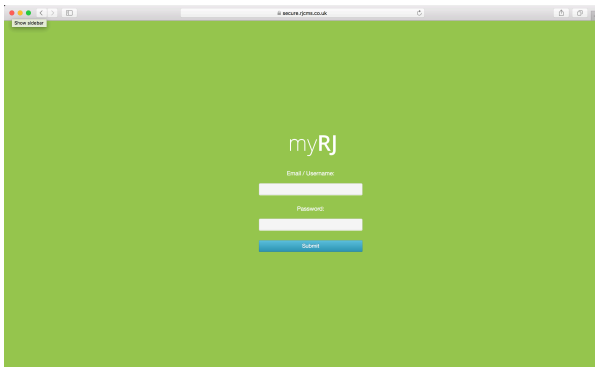 secure.rjcms.co.uk
Show sidebar
myRJ
Email / Username:
Password:
Submit